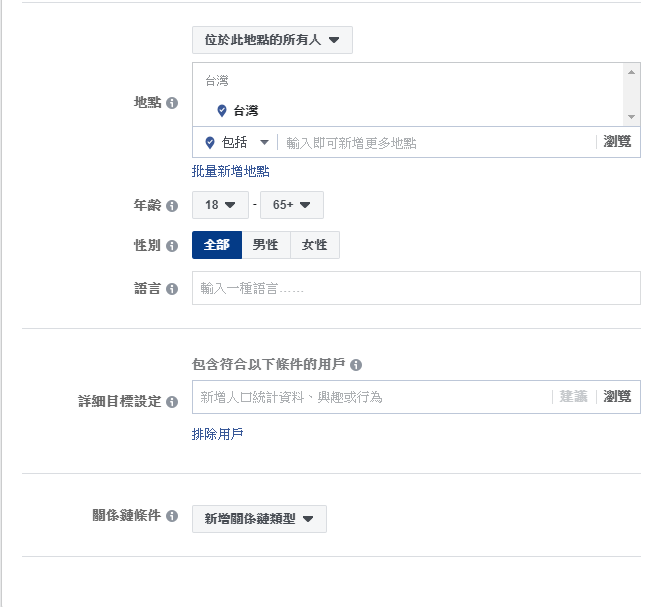 位於此地點的所有人
台灣
地點
台灣
包括
輸入即可新增更多地點
瀏覽
批量新增地點
年齡
18
-
65+
性別
全部
男性
女性
語言
輸入一種語言……
包含符合以下條件的用戶
詳細目標設定
新增人口統計資料、興趣或行為
建議
瀏覽
排除用戶
關係鏈條件
新增關係鏈類型